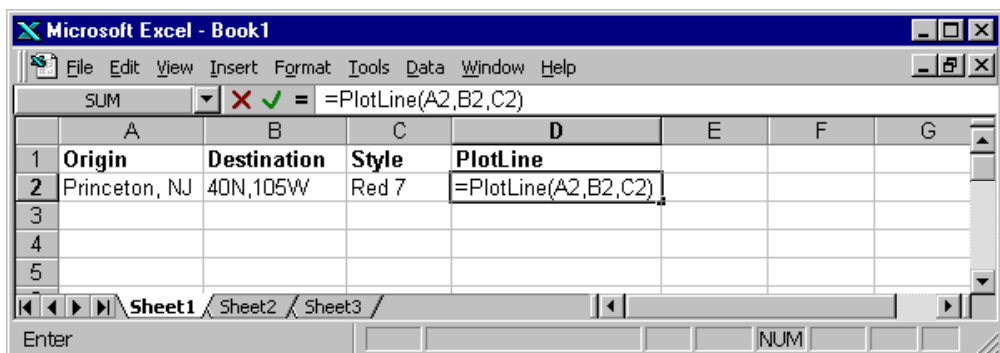 Microsoft Excel - Book1
File Edit View Insert Format Tools Data Window Help
SUM = =PlotLine(A2,B2,C2)
A B C D E F G
1 Origin Destination Style PlotLine
2 Princeton, NJ 40N,105W Red 7 =PlotLine(A2,B2,C2)
3
4
5
Sheet1 Sheet2 Sheet3
Enter NUM